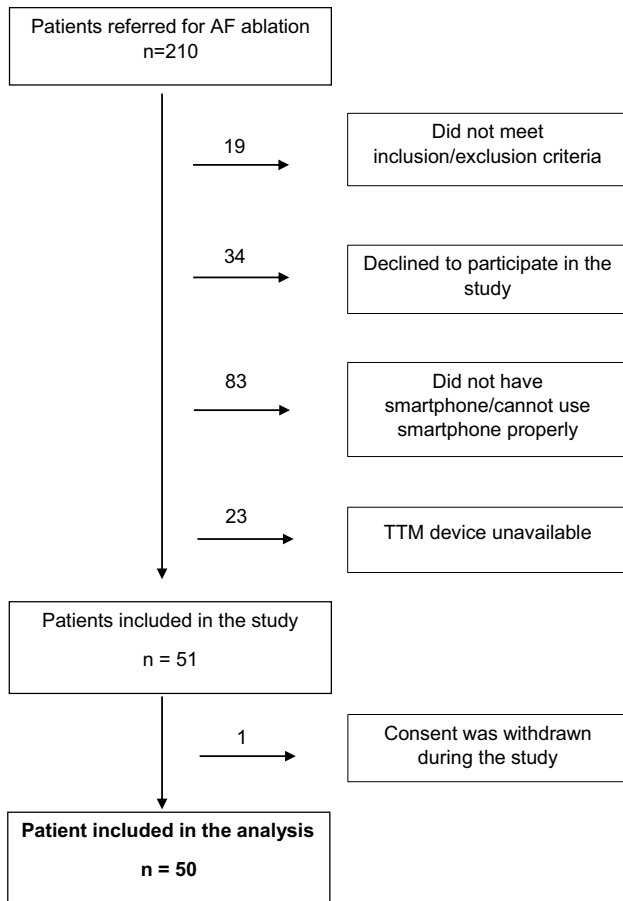 Patients referred for AF ablation
n=210
19
Did not meet
inclusion/exclusion criteria
34
Declined to participate in the
study
83
Did not have
smartphone/cannot use
smartphone properly
23
TTM device unavailable
Patients included in the study
n = 51
1
Consent was withdrawn
during the study
Patient included in the analysis
n = 50